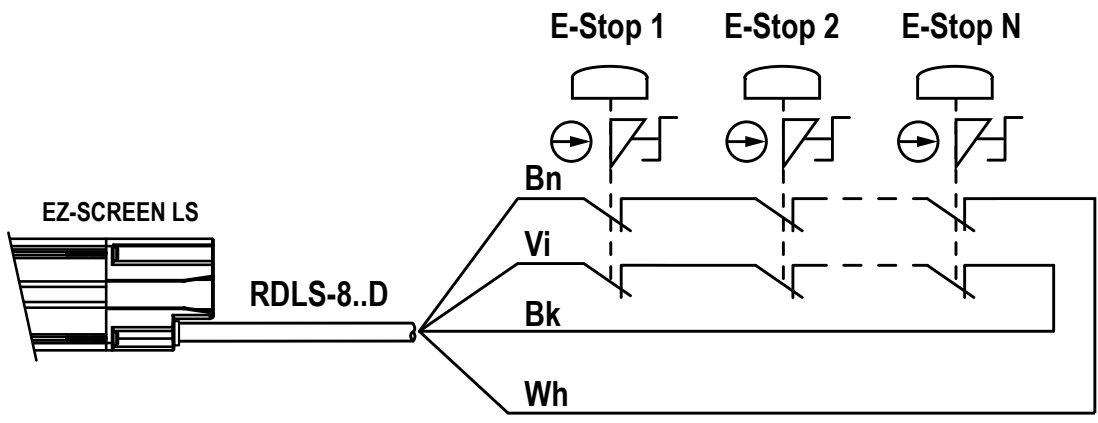 E-Stop 1 E-Stop 2 E-Stop N
Bn
EZ-SCREEN LS
Vi
RDLS-8..D
Bk
Wh